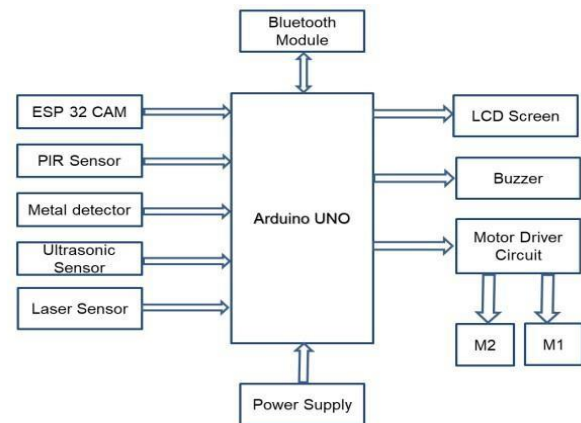 Bluetooth
Module
ESP 32 CAM
PIR Sensor
Metal detector
Ultrasonic
Sensor
Laser Sensor
Arduino UNO
LCD Screen
Buzzer
Motor Driver
Circuit
M2
M1
Power Supply